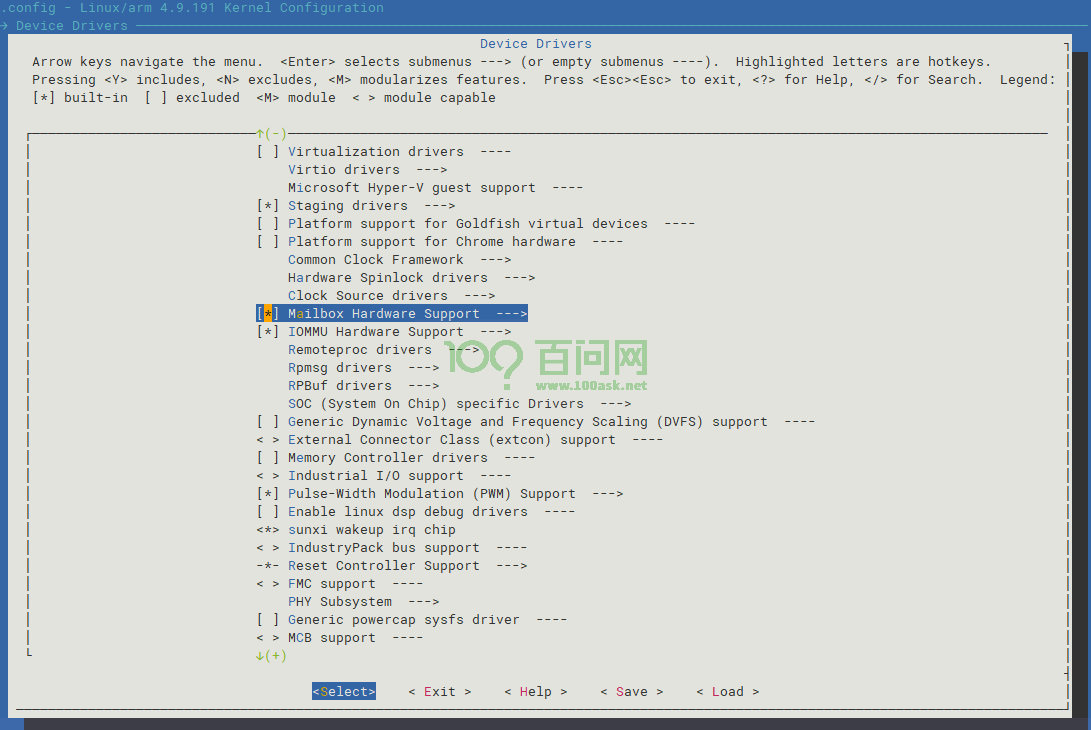 .config - Linux/arm 4.9.191 Kernel Configuration
→ Device Drivers
Device Drivers
Arrow keys navigate the menu.  <Enter> selects submenus ---> (or empty submenus ----).  Highlighted letters are hotkeys.
Pressing <Y> includes, <N> excludes, <M> modularizes features.  Press <Esc><Esc> to exit, <?> for Help, </> for Search.  Legend:
[*] built-in  [ ] excluded  <M> module  < > module capable
↑(-)
[ ] Virtualization drivers  ----
Virtio drivers  --->
Microsoft Hyper-V guest support  ----
[*] Staging drivers  --->
[ ] Platform support for Goldfish virtual devices  ----
[ ] Platform support for Chrome hardware  ----
Common Clock Framework  --->
Hardware Spinlock drivers  --->
Clock Source drivers  --->
[*] Mailbox Hardware Support  --->
[*] IOMMU Hardware Support  --->
Remoteproc drivers  --->
Rpmsg drivers  --->
RPBuf drivers  --->
SOC (System On Chip) specific Drivers  --->
[ ] Generic Dynamic Voltage and Frequency Scaling (DVFS) support  ----
< > External Connector Class (extcon) support  ----
[ ] Memory Controller drivers  ----
< > Industrial I/O support  ----
[*] Pulse-Width Modulation (PWM) Support  --->
[ ] Enable linux dsp debug drivers  ----
<*> sunxi wakeup irq chip
< > IndustryPack bus support  ----
-*- Reset Controller Support  --->
< > FMC support  ----
PHY Subsystem  --->
[ ] Generic powercap sysfs driver  ----
< > MCB support  ----
↓(+)
<Select>    < Exit >    < Help >    < Save >    < Load >
100? 百问网
www.100ask.net